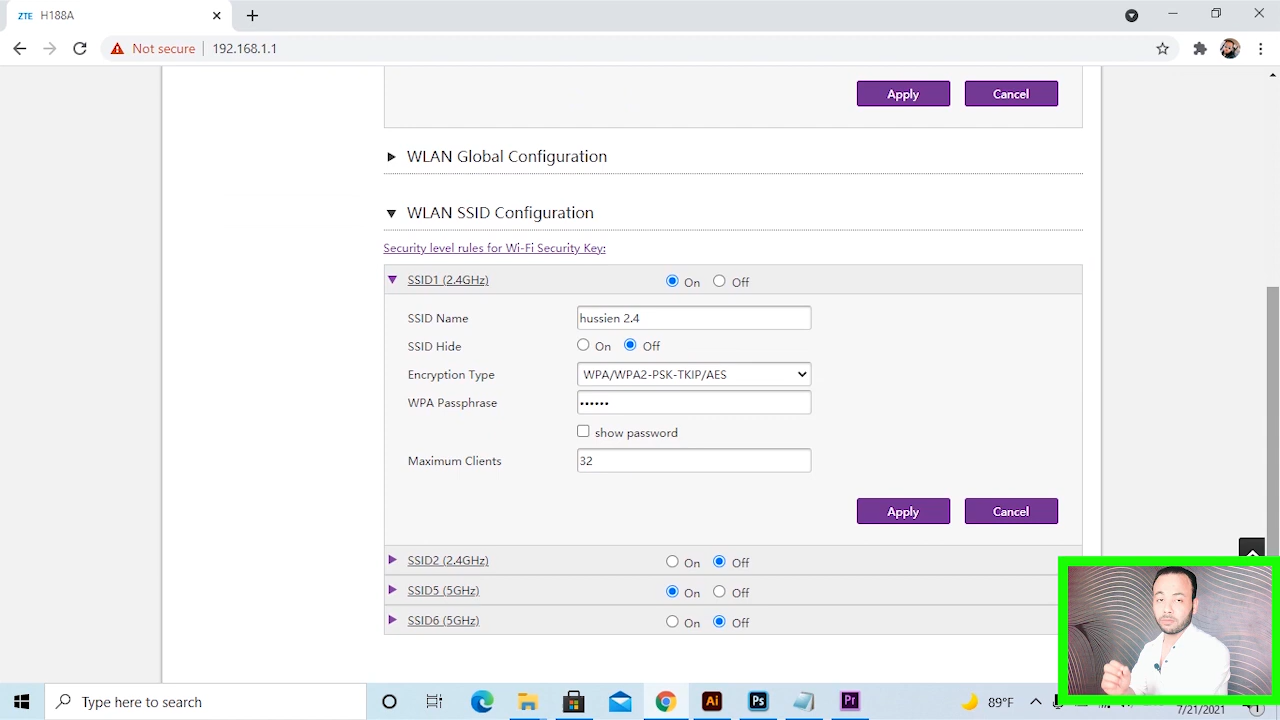 ZTE H188A
Not secure 192.168.1.1
Apply Cancel
WLAN Global Configuration
WLAN SSID Configuration
Security level rules for Wi-Fi Security Key:
SSID1 (2.4GHz) On Off
SSID Name hussien 2.4
SSID Hide On Off
Encryption Type WPA/WPA2-PSK-TKIP/AES
WPA Passphrase ••••••
show password
Maximum Clients 32
Apply Cancel
SSID2 (2.4GHz) On Off
SSID5 (5GHz) On Off
SSID6 (5GHz) On Off
Type here to search Ai Ps Pr 89°F
7/21/2021